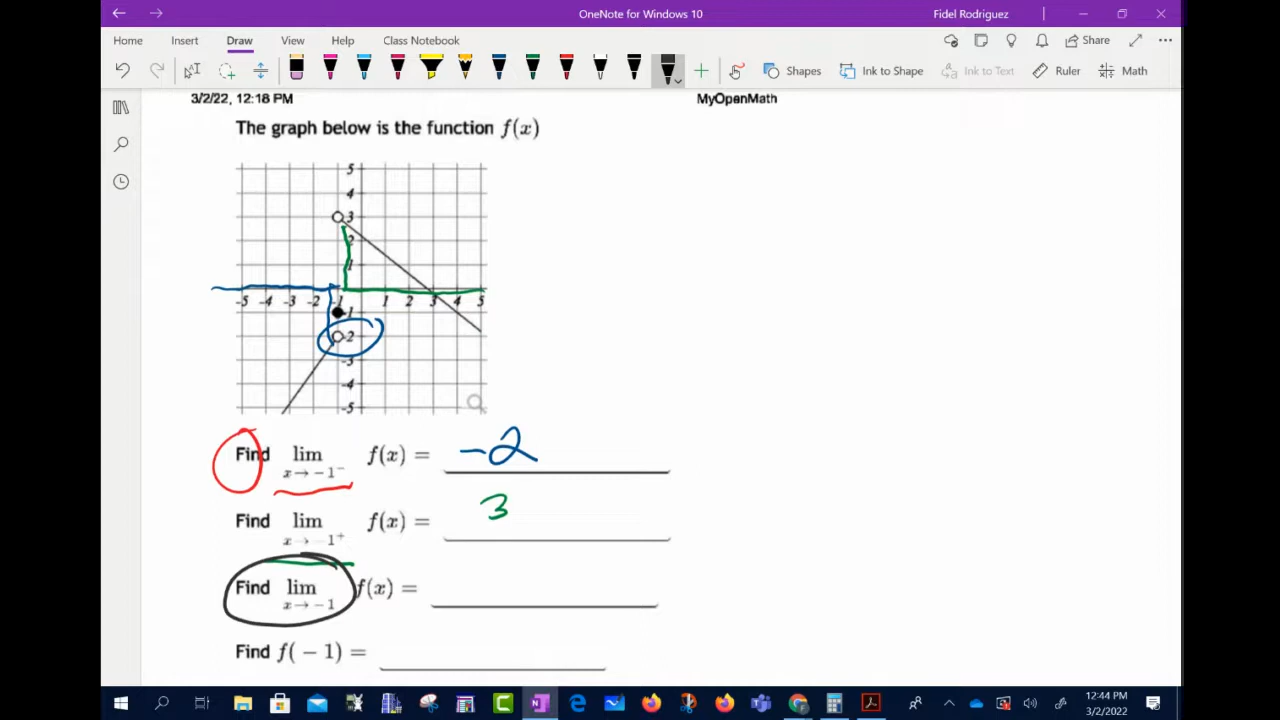 OneNote for Windows 10
Fidel Rodriguez
Home Insert Draw View Help Class Notebook Share
Shapes Ink to Shape Ink to Text Ruler Math
3/2/22, 12:18 PM MyOpenMath
The graph below is the function f(x)
5
4
3
2
1
-5 -4 -3 -2 -1 1 2 3 4 5
-1
-2
-3
-4
-5
Find lim x→−1⁻ f(x) = -2
Find lim x→−1⁺ f(x) = 3
Find lim x→−1 f(x) =
Find f(−1) =
12:44 PM
3/2/2022